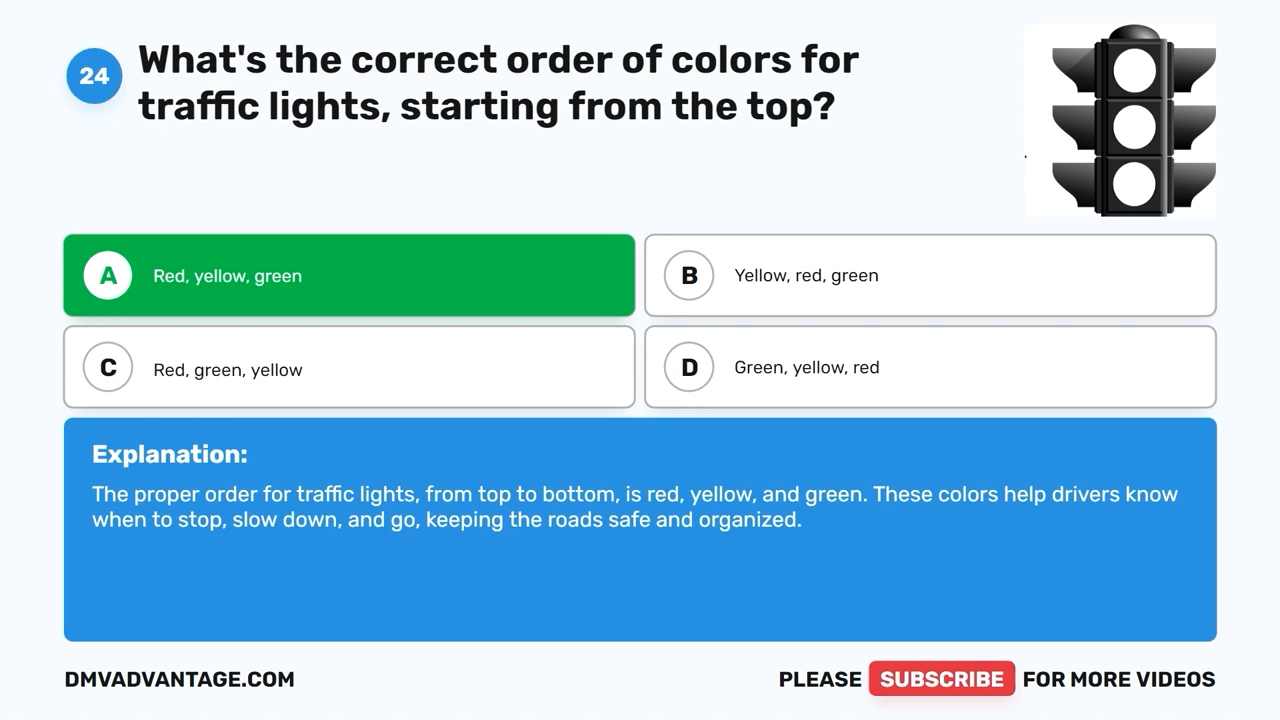 24
What's the correct order of colors for
traffic lights, starting from the top?
A Red, yellow, green
B Yellow, red, green
C Red, green, yellow
D Green, yellow, red
Explanation:
The proper order for traffic lights, from top to bottom, is red, yellow, and green. These colors help drivers know
when to stop, slow down, and go, keeping the roads safe and organized.
DMVADVANTAGE.COM
PLEASE SUBSCRIBE FOR MORE VIDEOS